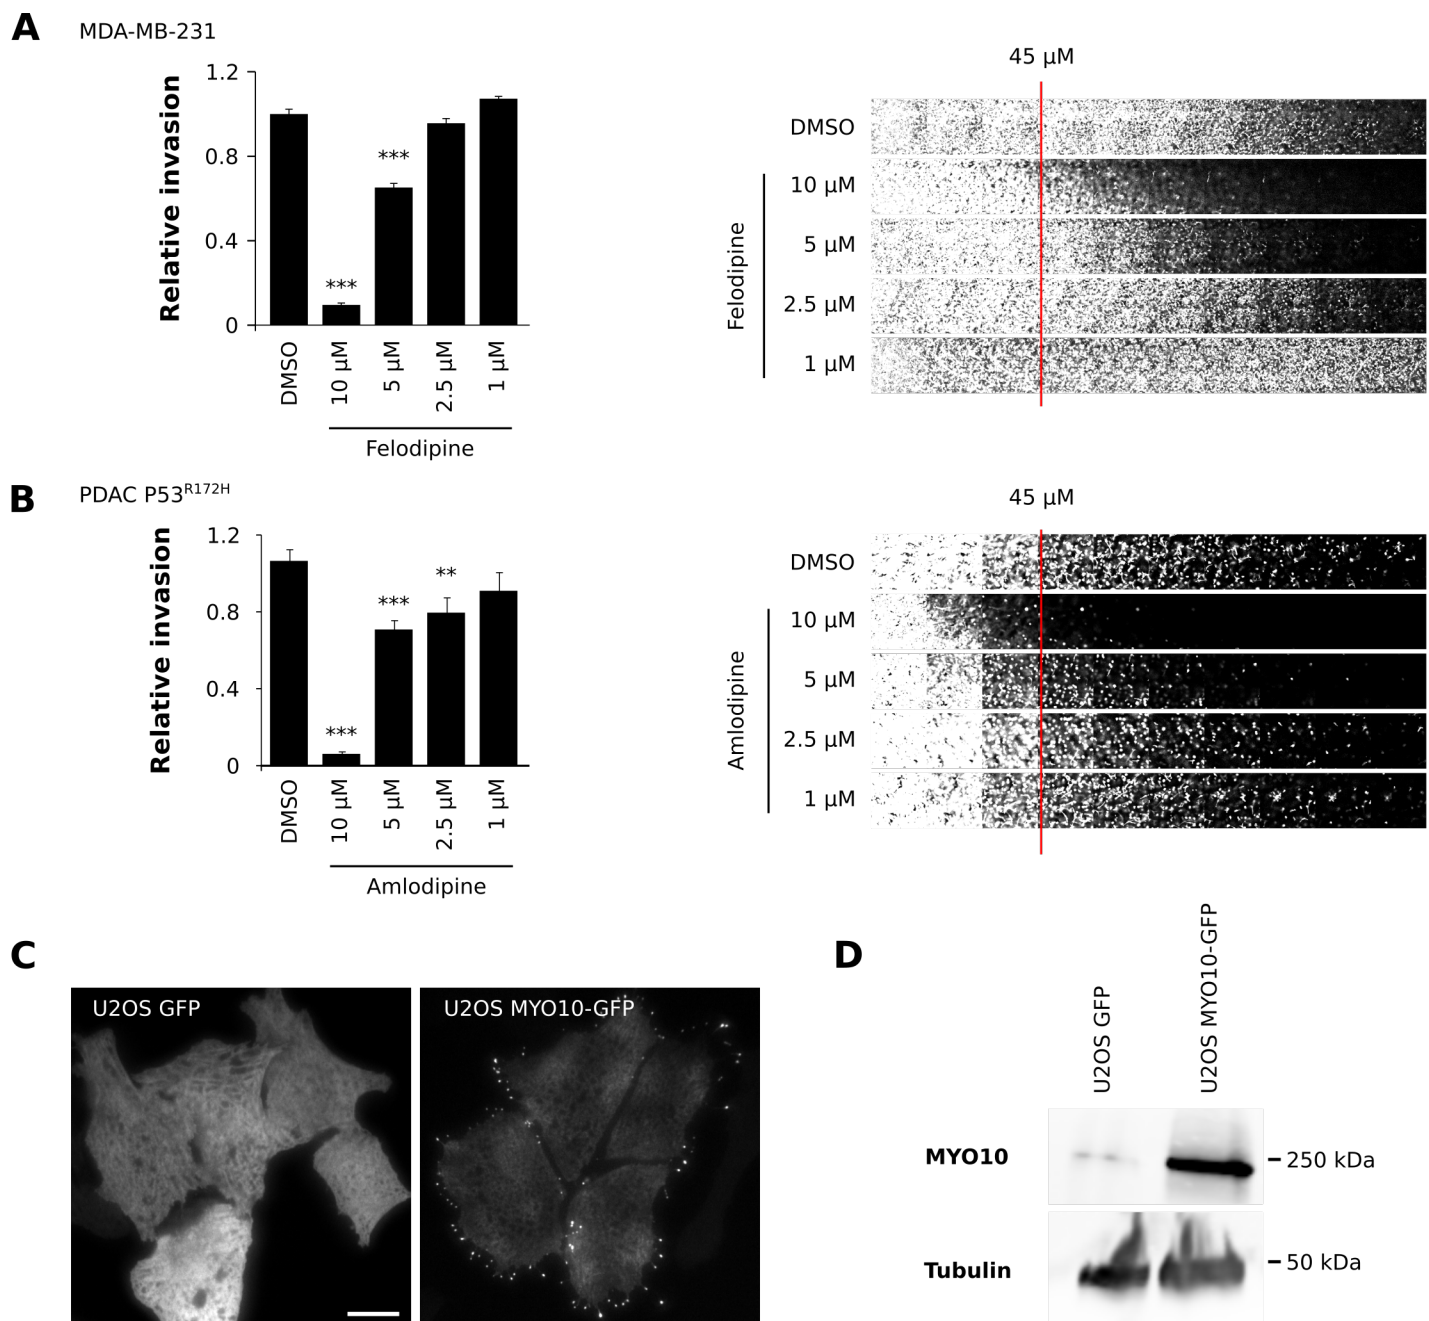 A
MDA-MB-231
Relative invasion
1.2
0.8
0.4
0
***
***
DMSO
10 µM
5 µM
2.5 µM
1 µM
Felodipine
45 µM
DMSO
10 µM
5 µM
2.5 µM
1 µM
Felodipine
B
PDAC P53R172H
Relative invasion
1.2
0.8
0.4
0
***
***
**
DMSO
10 µM
5 µM
2.5 µM
1 µM
Amlodipine
45 µM
DMSO
10 µM
5 µM
2.5 µM
1 µM
Amlodipine
C
U2OS GFP
U2OS MYO10-GFP
D
U2OS GFP
U2OS MYO10-GFP
MYO10
250 kDa
Tubulin
50 kDa